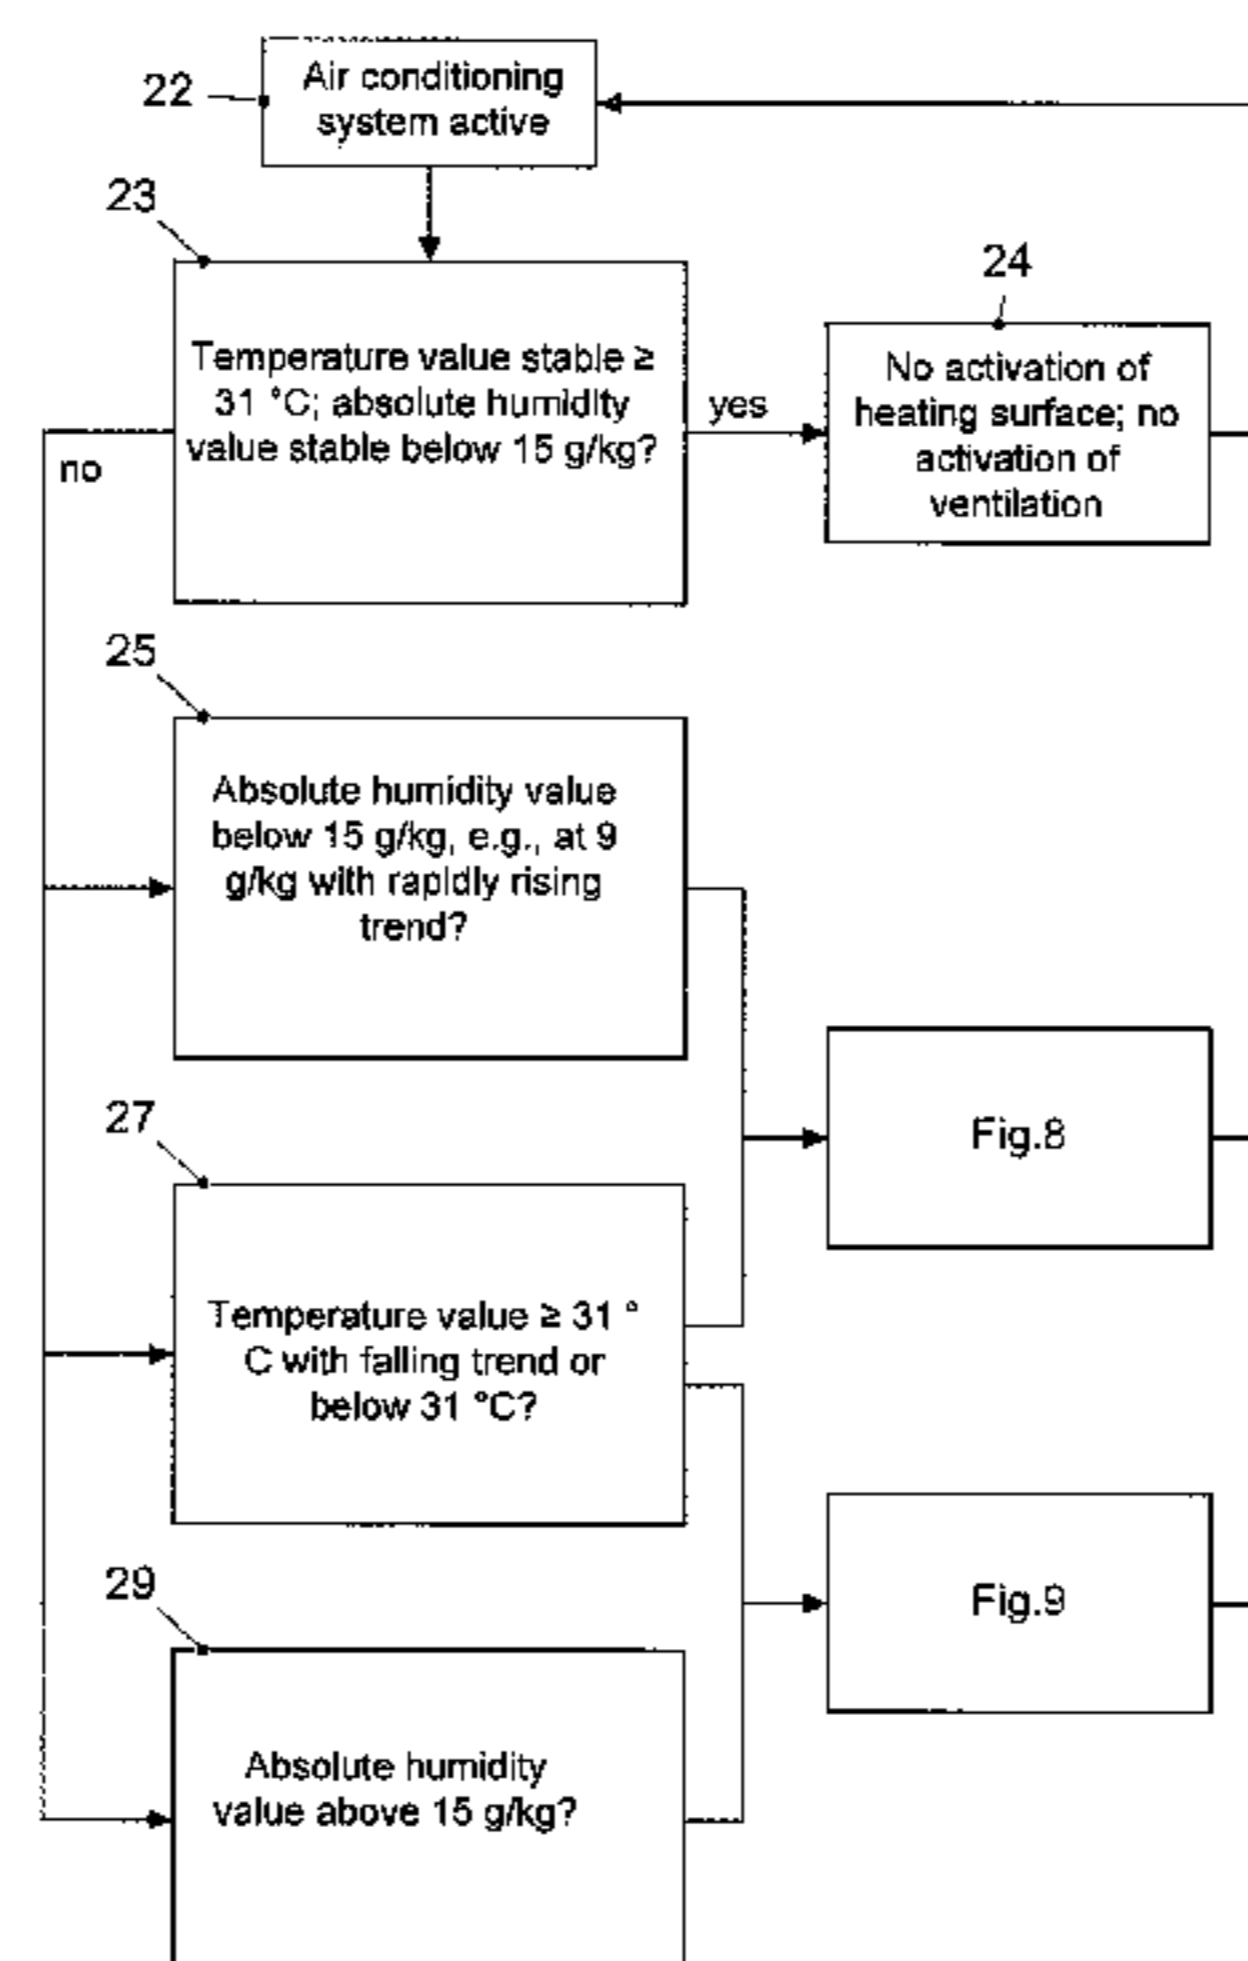 22
Air conditioning
system active
23
Temperature value stable ≥
31 °C; absolute humidity
value stable below 15 g/kg?
yes
no
24
No activation of
heating surface; no
activation of
ventilation
25
Absolute humidity value
below 15 g/kg, e.g., at 9
g/kg with rapidly rising
trend?
Fig.8
27
Temperature value ≥ 31 °
C with falling trend or
below 31 °C?
Fig.9
29
Absolute humidity
value above 15 g/kg?